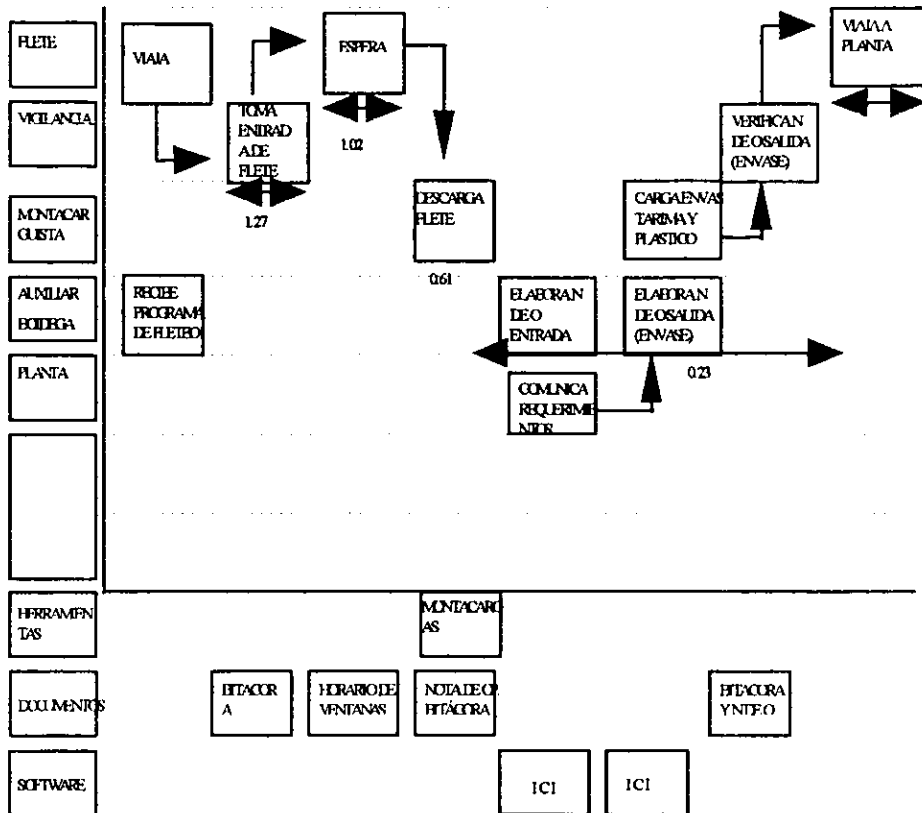 FLETE
VIAJA
ESPERA
VIAJA A
PLANTA
VIGILANCIA
TOMA
ENTRAD
A DE
FLETE
1.02
VERIFICAN
DE O SALIDA
(ENVASE)
1.27
MONTACAR
GUISTA
DESCARGA
FLETE
CARGA ENVAS
TARIMA Y
PLASTICO
0.61
AUXILIAR
BODEGA
RECIBE
PROGRAMA
DE FLETEO
ELABORAN
DE O
ENTRADA
ELABORAN
DE O SALIDA
(ENVASE)
0.23
PLANTA
COMUNICA
REQUERIMIE
NTOS
HERRAMIEN
TAS
MONTACARG
AS
DOCUMENTOS
BITACOR
A
HORARIO DE
VENTANAS
NOTA DE OP.
BITÁCORA
BITACORA
Y NTE O
SOFTWARE
ICI
ICI